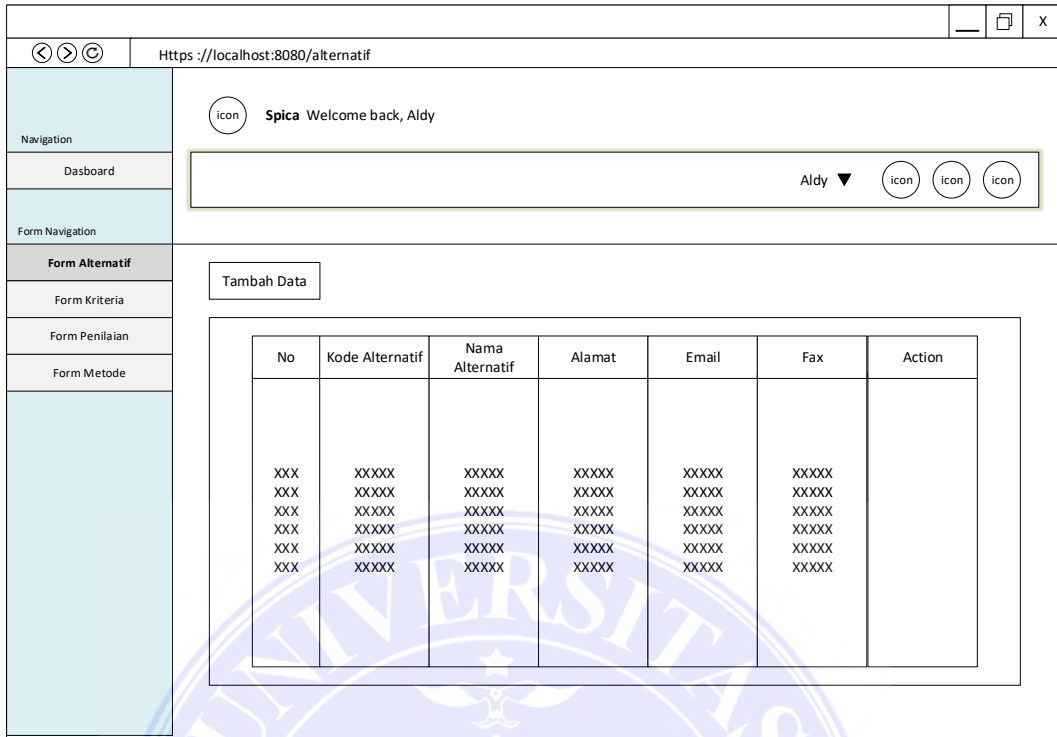 X
Https ://localhost:8080/alternatif
icon
Spica Welcome back, Aldy
Navigation
Dasboard
Aldy
icon
icon
icon
Form Navigation
Form Alternatif
Form Kriteria
Form Penilaian
Form Metode
Tambah Data
No
Kode Alternatif
Nama
Alternatif
Alamat
Email
Fax
Action
XXX XXXXX XXXXX XXXXX XXXXX XXXXX
XXX XXXXX XXXXX XXXXX XXXXX XXXXX
XXX XXXXX XXXXX XXXXX XXXXX XXXXX
XXX XXXXX XXXXX XXXXX XXXXX XXXXX
XXX XXXXX XXXXX XXXXX XXXXX XXXXX
XXX XXXXX XXXXX XXXXX XXXXX XXXXX
UNIVERSITAS